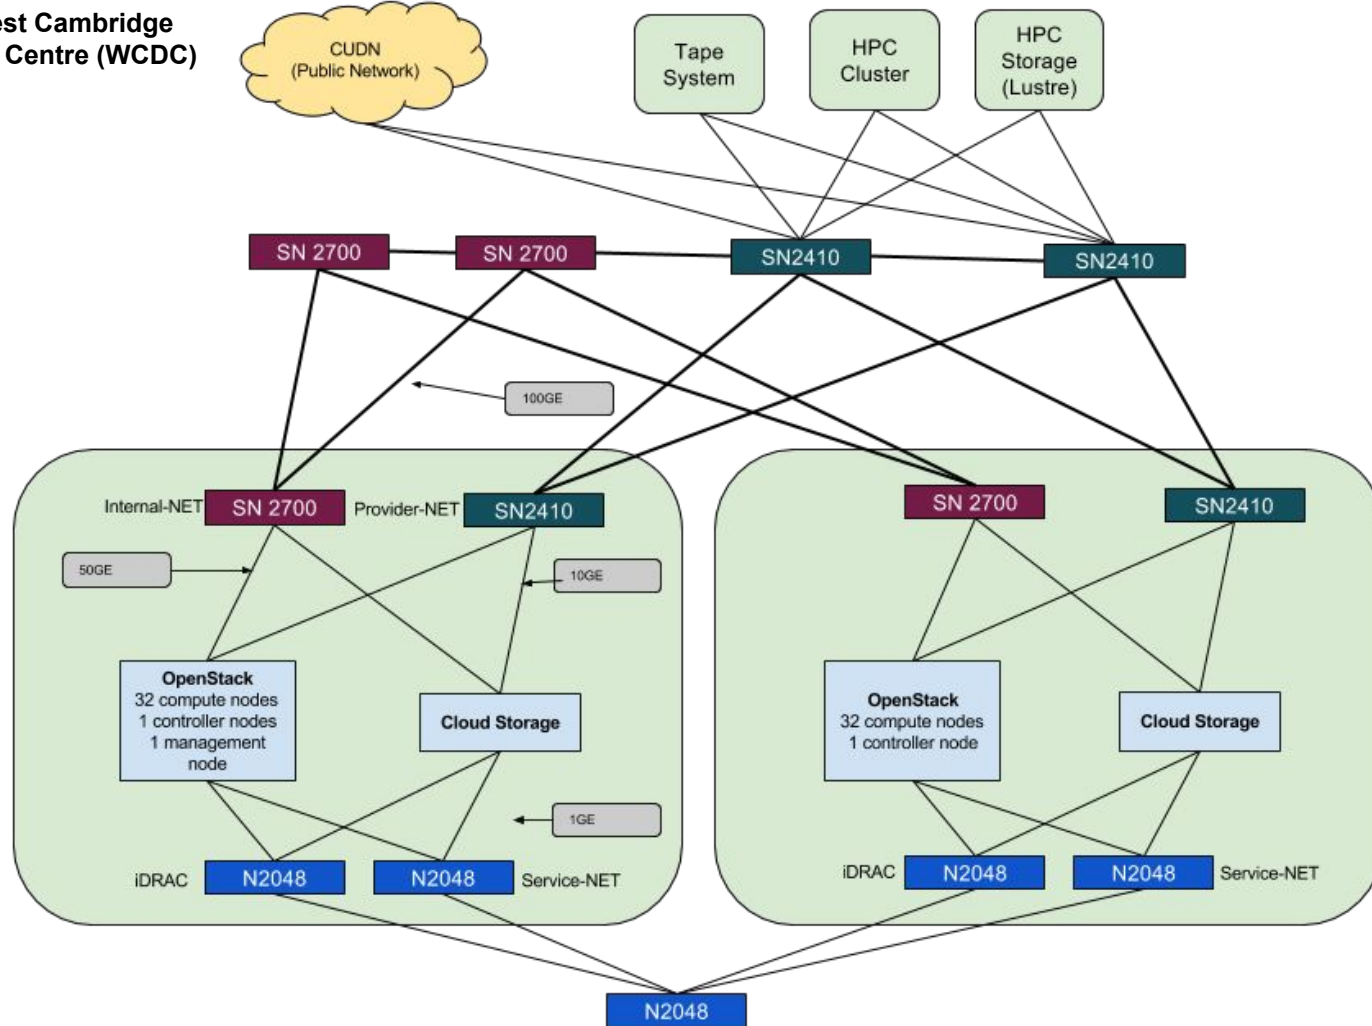 est Cambridge
Centre (WCDC)
CUDN
(Public Network)
Tape
System
HPC
Cluster
HPC
Storage
(Lustre)
SN 2700
SN 2700
SN2410
SN2410
100GE
Internal-NET
SN 2700
Provider-NET
SN2410
SN 2700
SN2410
50GE
10GE
OpenStack
32 compute nodes
1 controller nodes
1 management
node
Cloud Storage
OpenStack
32 compute nodes
1 controller node
Cloud Storage
1GE
iDRAC
N2048
N2048
Service-NET
iDRAC
N2048
N2048
Service-NET
N2048